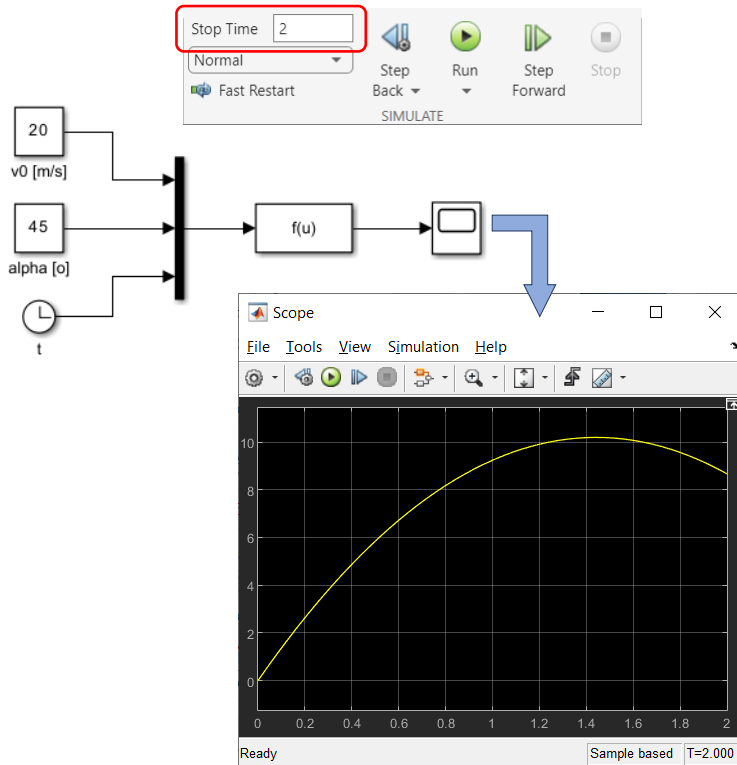 Stop Time 2
Normal
Fast Restart
Step
Back
Run
Step
Forward
Stop
SIMULATE
20
v0 [m/s]
45
alpha [o]
t
f(u)
Scope
File Tools View Simulation Help
10
8
6
4
2
0
0 0.2 0.4 0.6 0.8 1 1.2 1.4 1.6 1.8 2
Ready Sample based T=2.000